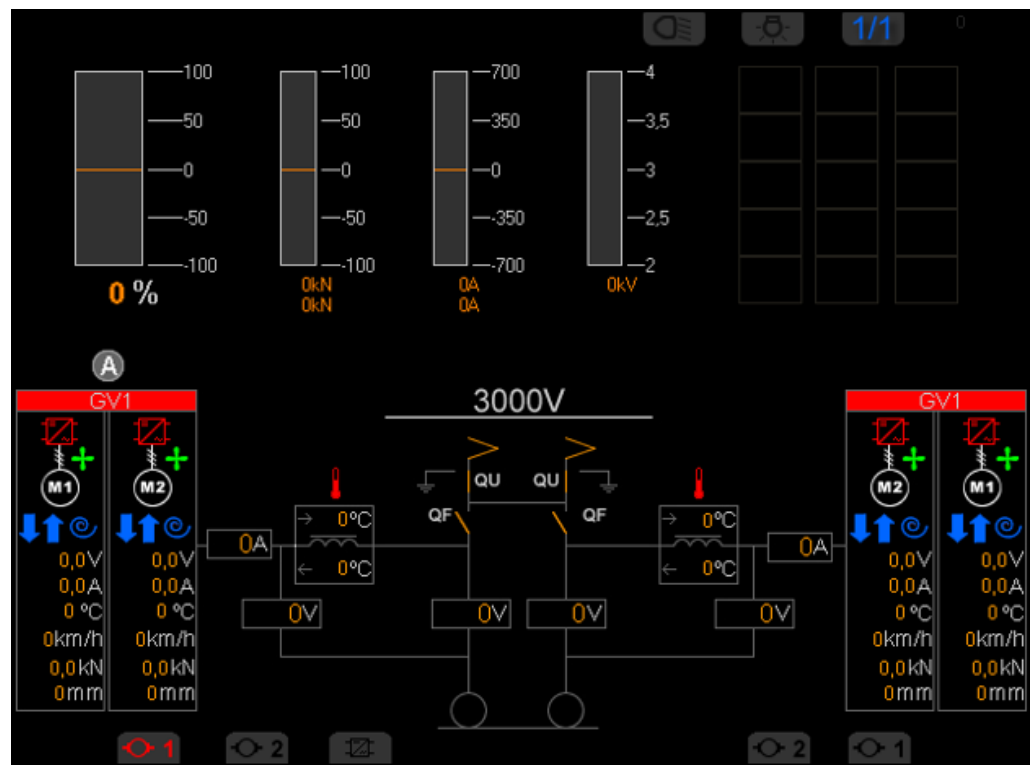 1/1 0
100 100 700 4
50 50 350 3,5
0 0 0 3
-50 -50 -350 2,5
-100 -100 -700 2
0 % 0kN 0A 0kV
0kN 0A
A
GV1 3000V GV1
QU QU
M1 M2 M2 M1
QF QF
→ 0ºC → 0ºC
0A 0A
0,0V 0,0V 0,0V 0,0V
← 0ºC ← 0ºC
0,0A 0,0A 0,0A 0,0A
0 ºC 0 ºC 0V 0V 0V 0V 0 ºC 0 ºC
0km/h 0km/h 0km/h 0km/h
0,0kN 0,0kN 0,0kN 0,0kN
0mm 0mm 0mm 0mm
1 2 2 1